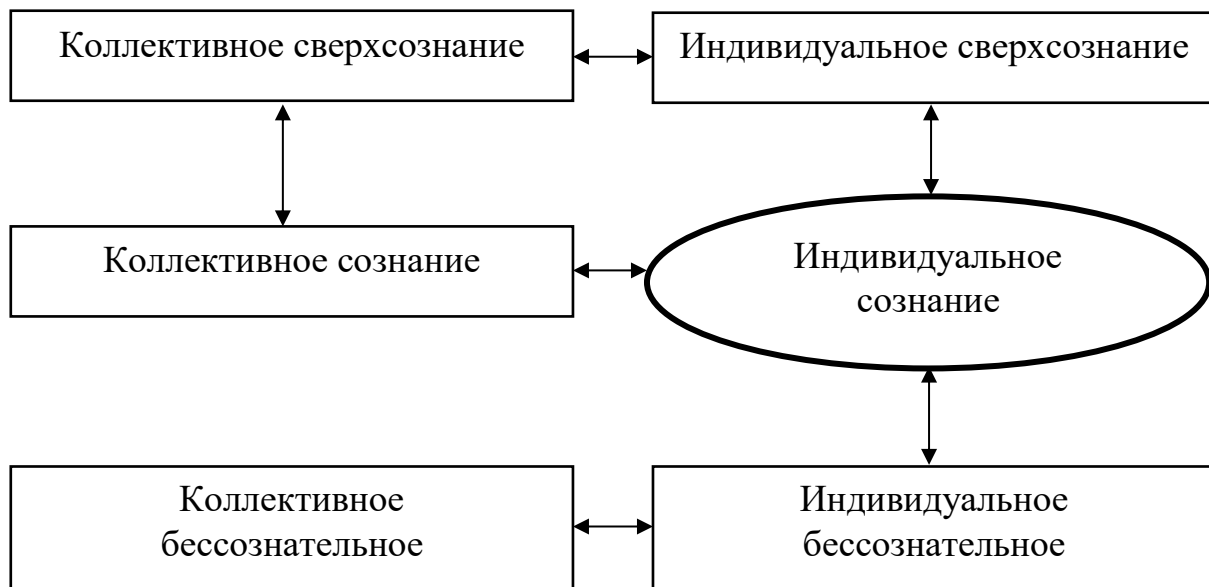 Коллективное сверхсознание
Индивидуальное сверхсознание
Коллективное сознание
Индивидуальное
сознание
Коллективное
бессознательное
Индивидуальное
бессознательное